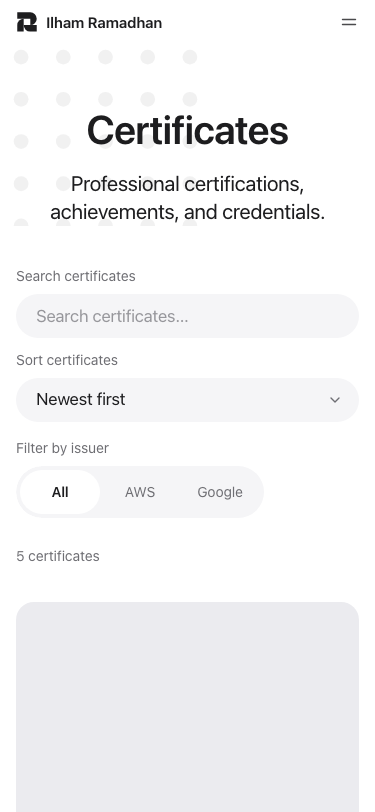 Ilham Ramadhan
Certificates
Professional certifications,
achievements, and credentials.
Search certificates
Search certificates...
Sort certificates
Newest first
Filter by issuer
All AWS Google
5 certificates